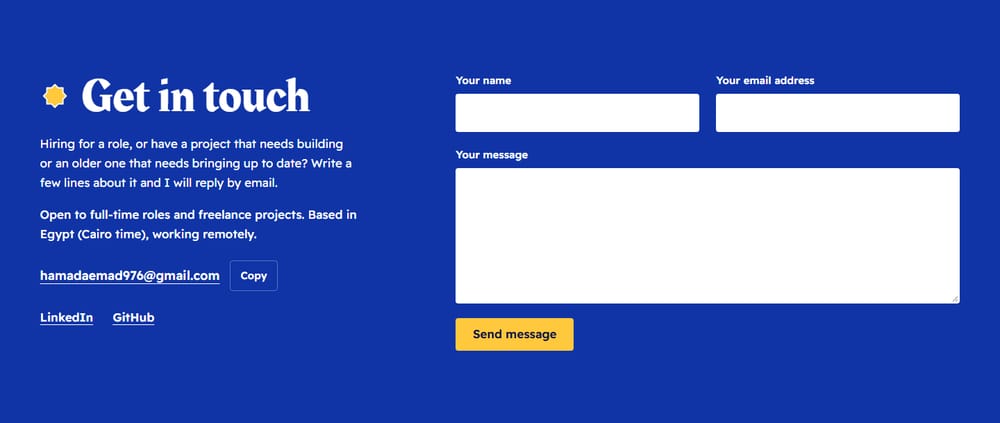 Get in touch
Hiring for a role, or have a project that needs building
or an older one that needs bringing up to date? Write a
few lines about it and I will reply by email.
Open to full-time roles and freelance projects. Based in
Egypt (Cairo time), working remotely.
hamadaemad976@gmail.com Copy
LinkedIn GitHub
Your name
Your email address
Your message
Send message